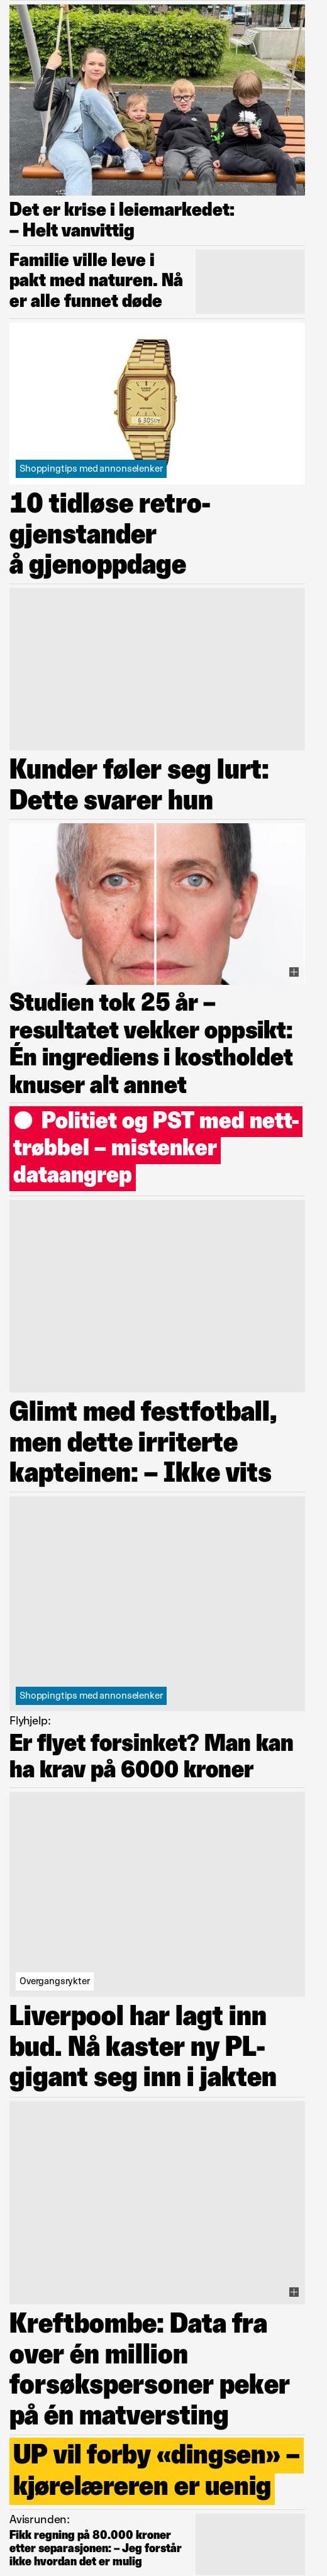 Det er krise i leiemarkedet:
– Helt vanvittig
Familie ville leve i
pakt med naturen. Nå
er alle funnet døde
CASIO
6:30 50
Shoppingtips med annonselenker
10 tidløse retro-
gjenstander
å gjenoppdage
Kunder føler seg lurt:
Dette svarer hun
Studien tok 25 år –
resultatet vekker oppsikt:
Én ingrediens i kostholdet
knuser alt annet
Politiet og PST med nett-
trøbbel – mistenker
dataangrep
Glimt med festfotball,
men dette irriterte
kapteinen: – Ikke vits
Shoppingtips med annonselenker
Flyhjelp:
Er flyet forsinket? Man kan
ha krav på 6000 kroner
Overgangsrykter
Liverpool har lagt inn
bud. Nå kaster ny PL-
gigant seg inn i jakten
Kreftbombe: Data fra
over én million
forsøkspersoner peker
på én matversting
UP vil forby «dingsen» –
kjørelæreren er uenig
Avisrunden:
Fikk regning på 80.000 kroner
etter separasjonen: – Jeg forstår
ikke hvordan det er mulig